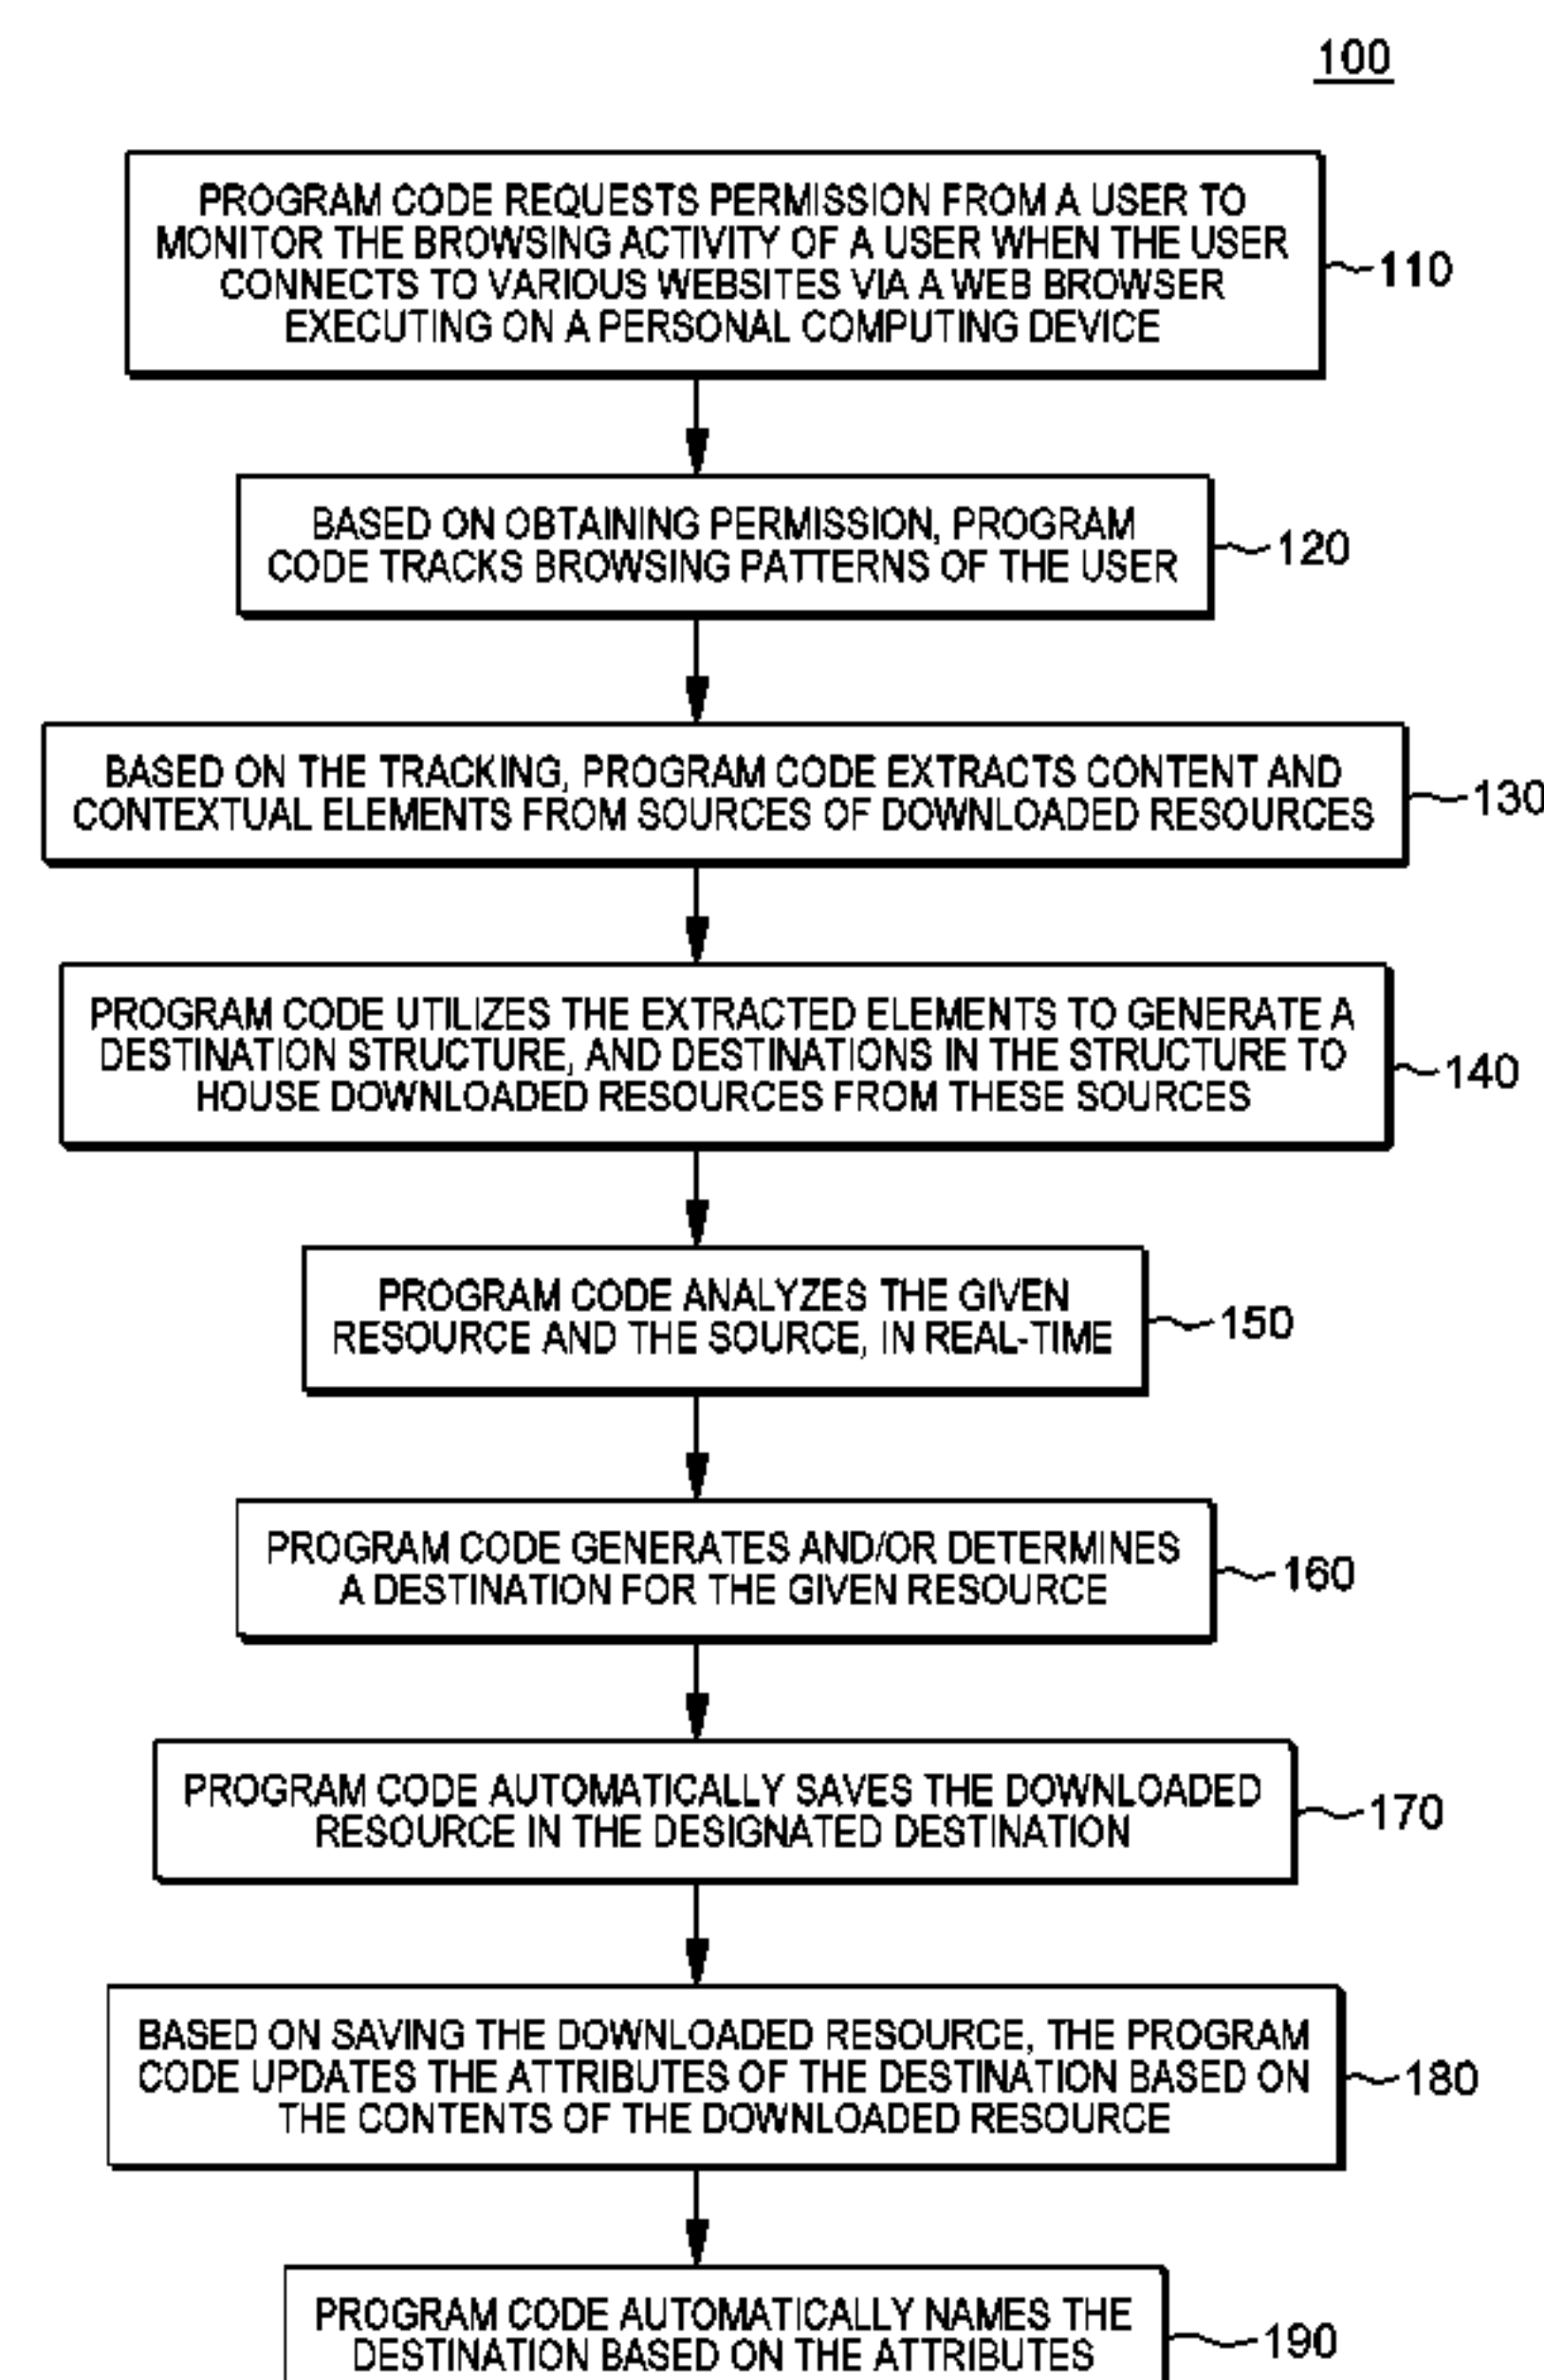 100
PROGRAM CODE REQUESTS PERMISSION FROM A USER TO
MONITOR THE BROWSING ACTIVITY OF A USER WHEN THE USER
CONNECTS TO VARIOUS WEBSITES VIA A WEB BROWSER
EXECUTING ON A PERSONAL COMPUTING DEVICE
110
BASED ON OBTAINING PERMISSION, PROGRAM
CODE TRACKS BROWSING PATTERNS OF THE USER
120
BASED ON THE TRACKING, PROGRAM CODE EXTRACTS CONTENT AND
CONTEXTUAL ELEMENTS FROM SOURCES OF DOWNLOADED RESOURCES
130
PROGRAM CODE UTILIZES THE EXTRACTED ELEMENTS TO GENERATE A
DESTINATION STRUCTURE, AND DESTINATIONS IN THE STRUCTURE TO
HOUSE DOWNLOADED RESOURCES FROM THESE SOURCES
140
PROGRAM CODE ANALYZES THE GIVEN
RESOURCE AND THE SOURCE, IN REAL-TIME
150
PROGRAM CODE GENERATES AND/OR DETERMINES
A DESTINATION FOR THE GIVEN RESOURCE
160
PROGRAM CODE AUTOMATICALLY SAVES THE DOWNLOADED
RESOURCE IN THE DESIGNATED DESTINATION
170
BASED ON SAVING THE DOWNLOADED RESOURCE, THE PROGRAM
CODE UPDATES THE ATTRIBUTES OF THE DESTINATION BASED ON
THE CONTENTS OF THE DOWNLOADED RESOURCE
180
PROGRAM CODE AUTOMATICALLY NAMES THE
DESTINATION BASED ON THE ATTRIBUTES
190